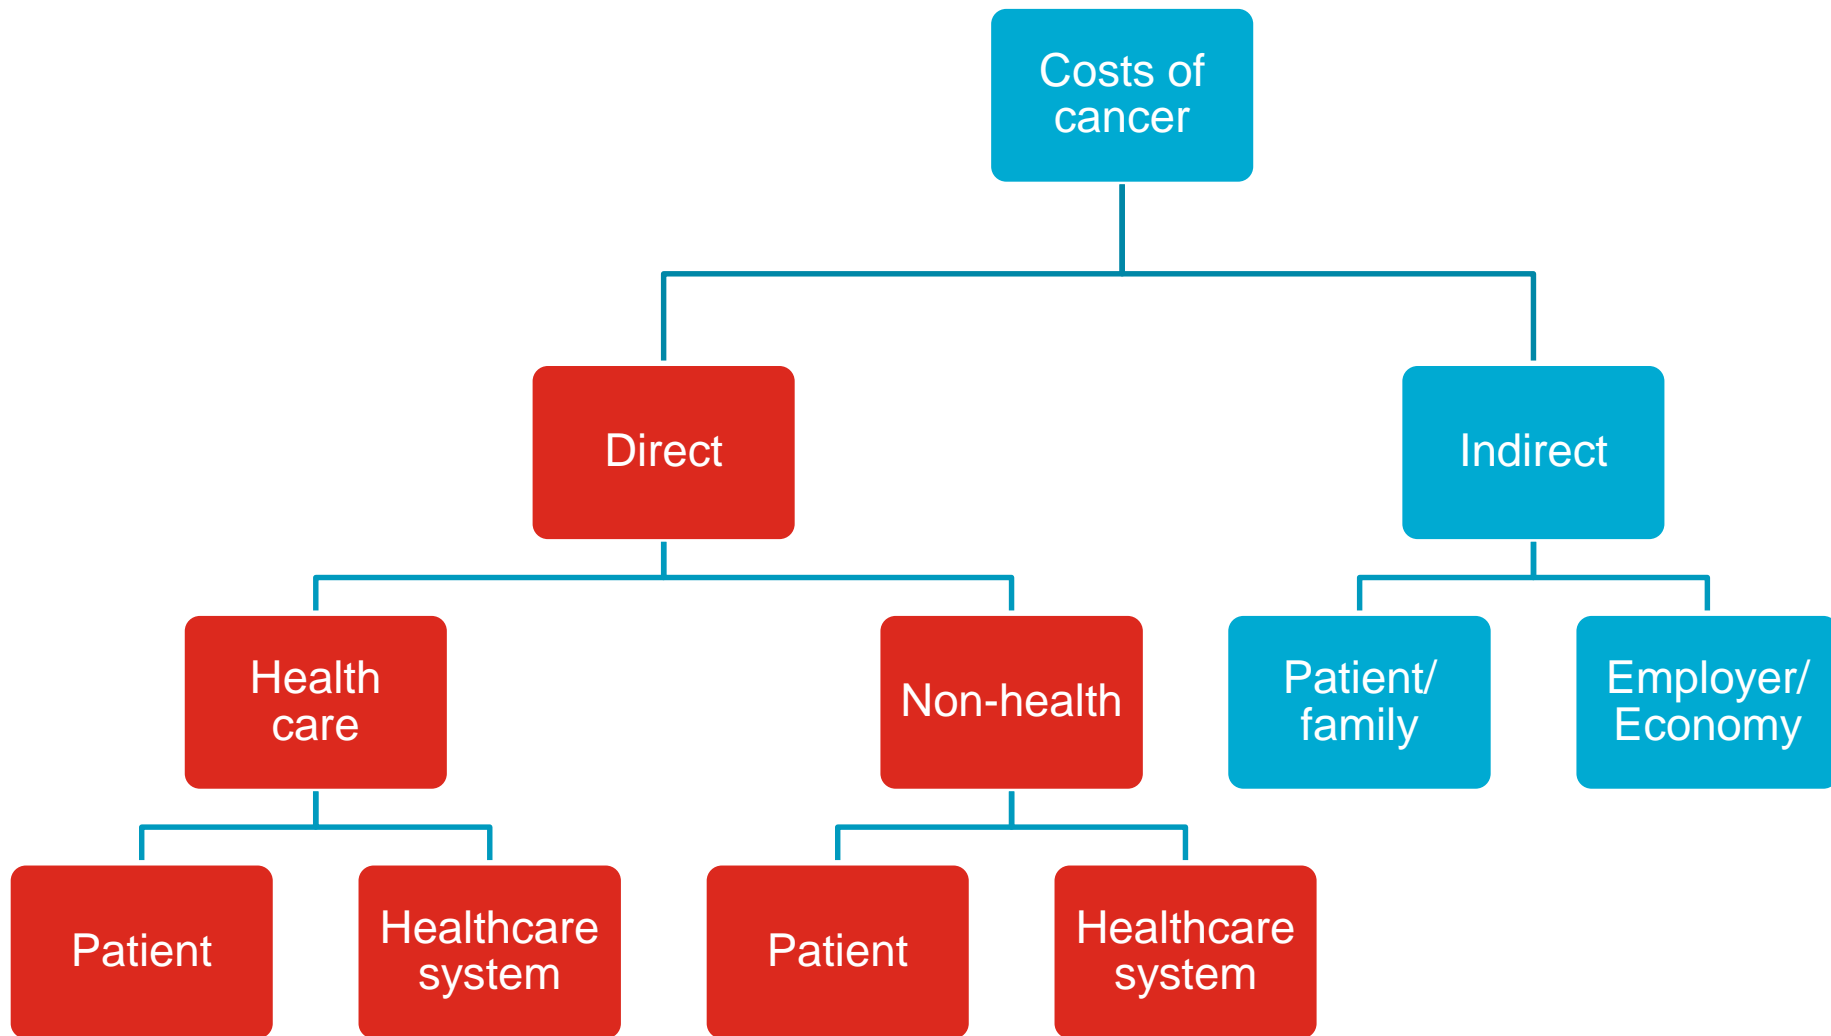 Costs of
cancer
Direct
Indirect
Health
care
Non-health
Patient/
family
Employer/
Economy
Patient
Healthcare
system
Patient
Healthcare
system